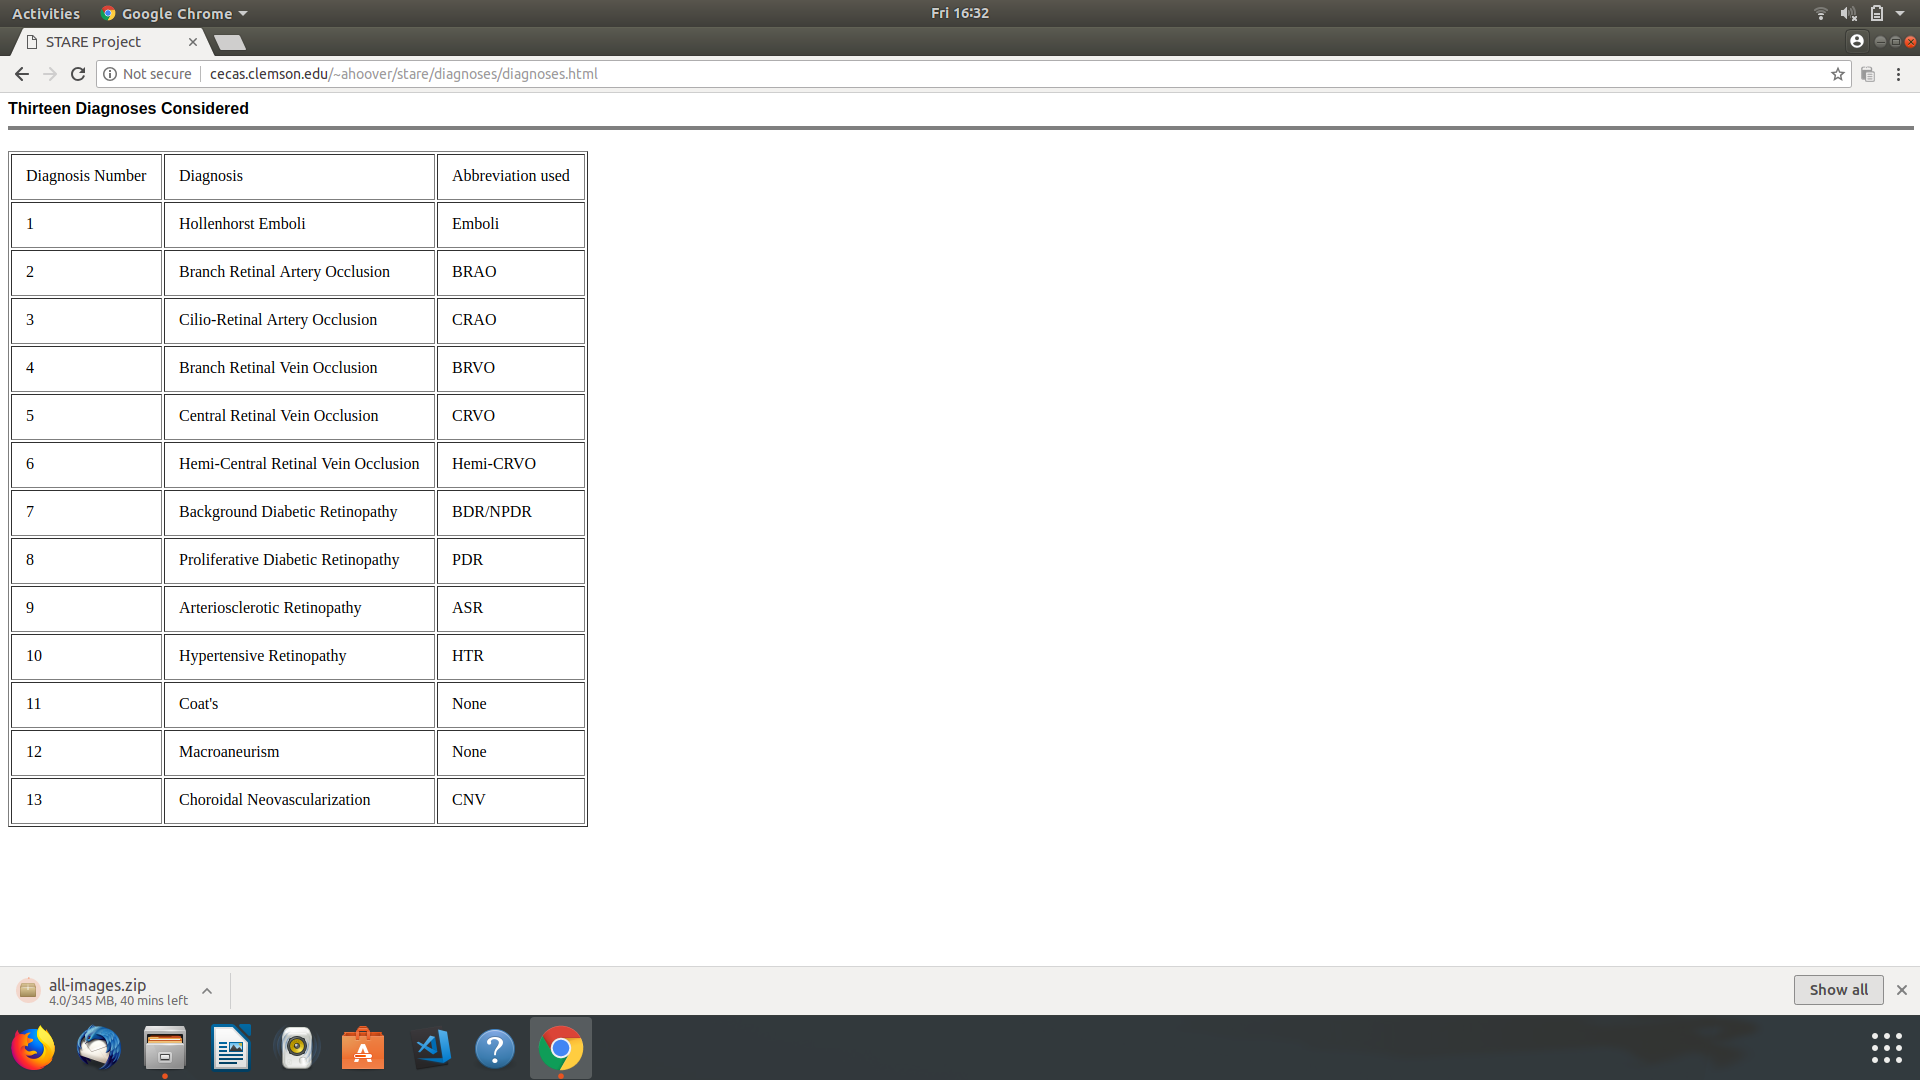 Activities Google Chrome Fri 16:32
STARE Project
Not secure cecas.clemson.edu/~ahoover/stare/diagnoses/diagnoses.html
Thirteen Diagnoses Considered
Diagnosis Number Diagnosis Abbreviation used
1 Hollenhorst Emboli Emboli
2 Branch Retinal Artery Occlusion BRAO
3 Cilio-Retinal Artery Occlusion CRAO
4 Branch Retinal Vein Occlusion BRVO
5 Central Retinal Vein Occlusion CRVO
6 Hemi-Central Retinal Vein Occlusion Hemi-CRVO
7 Background Diabetic Retinopathy BDR/NPDR
8 Proliferative Diabetic Retinopathy PDR
9 Arteriosclerotic Retinopathy ASR
10 Hypertensive Retinopathy HTR
11 Coat's None
12 Macroaneurism None
13 Choroidal Neovascularization CNV
all-images.zip
4.0/345 MB, 40 mins left
Show all